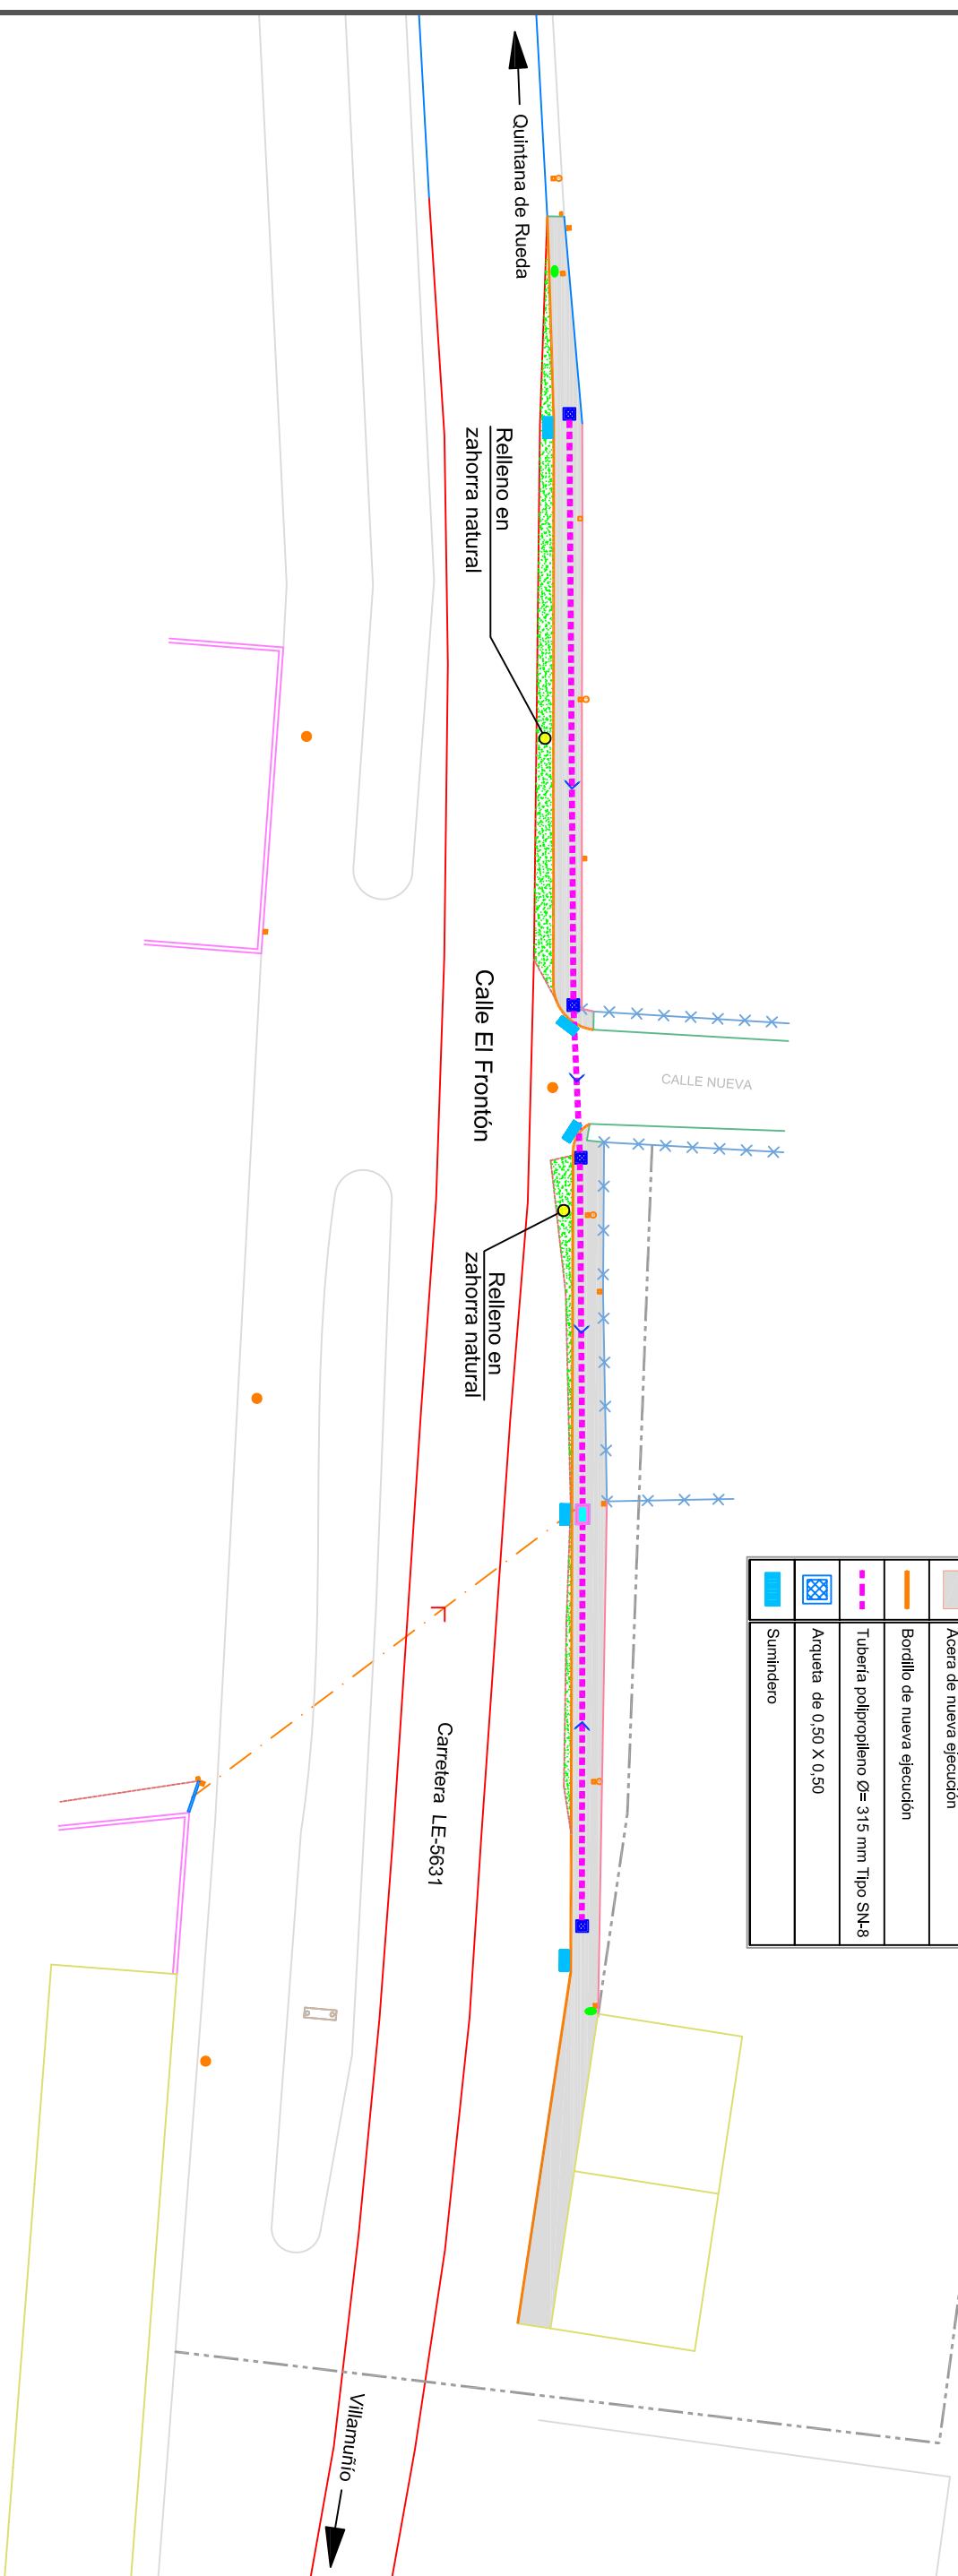 Quintana de Rueda
Relleno en
zahorra natural
Calle El Frontón
CALLE NUEVA
Relleno en
zahorra natural
Carretera LE-5631
Villamuñío
Acera de nueva ejecución
Bordillo de nueva ejecución
Tubería polipropileno Ø= 315 mm Tipo SN-8
Arqueta de 0,50 X 0,50
Sumindero